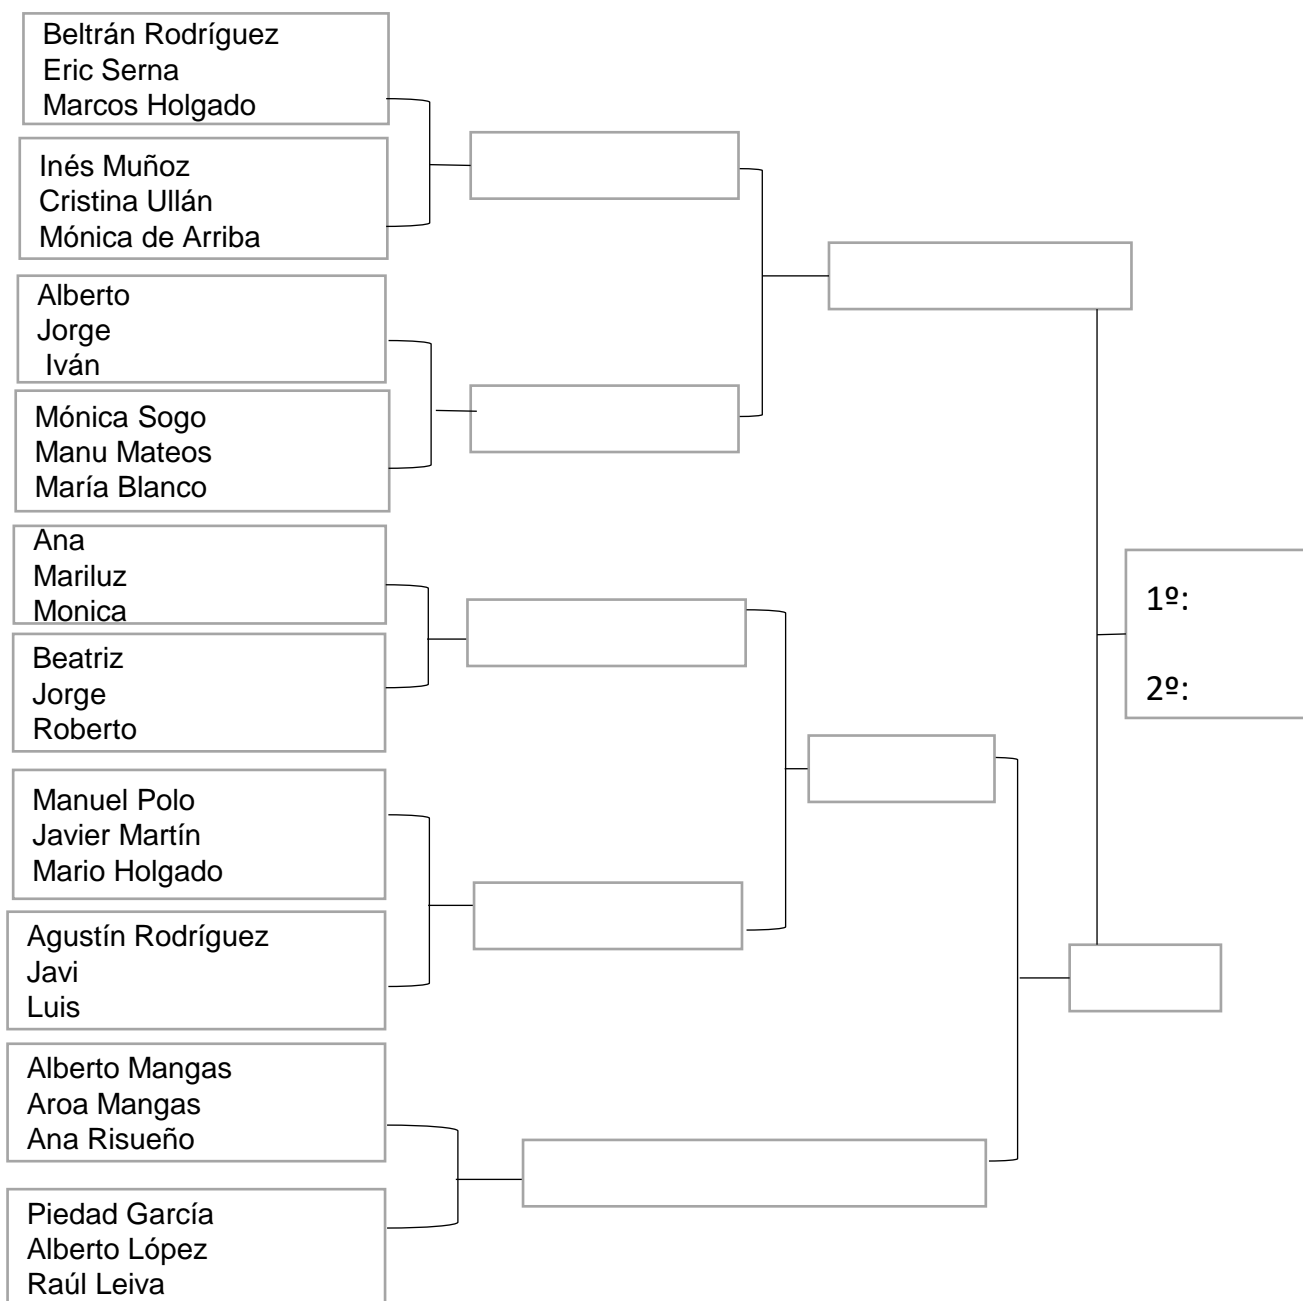 Beltrán Rodríguez
Eric Serna
Marcos Holgado
Inés Muñoz
Cristina Ullán
Mónica de Arriba
Alberto
Jorge
Iván
Mónica Sogo
Manu Mateos
María Blanco
Ana
Mariluz
Monica
Beatriz
Jorge
Roberto
Manuel Polo
Javier Martín
Mario Holgado
Agustín Rodríguez
Javi
Luis
Alberto Mangas
Aroa Mangas
Ana Risueño
Piedad García
Alberto López
Raúl Leiva
1º:
2º: